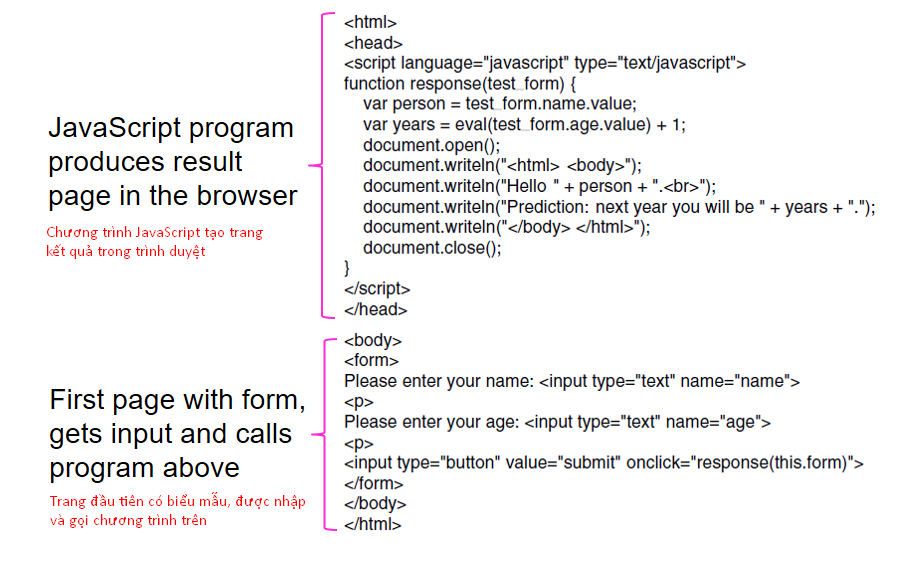 JavaScript program
produces result
page in the browser
Chương trình JavaScript tạo trang
kết quả trong trình duyệt
<html>
<head>
<script language="javascript" type="text/javascript">
function response(test_form) {
var person = test_form.name.value;
var years = eval(test_form.age.value) + 1;
document.open();
document.writeln("<html> <body>");
document.writeln("Hello " + person + ".<br>");
document.writeln("Prediction: next year you will be " + years + ".");
document.writeln("</body> </html>");
document.close();
}
</script>
</head>
First page with form,
gets input and calls
program above
Trang đầu tiên có biểu mẫu, được nhập
và gọi chương trình trên
<body>
<form>
Please enter your name: <input type="text" name="name">
<p>
Please enter your age: <input type="text" name="age">
<p>
<input type="button" value="submit" onclick="response(this.form)">
</form>
</body>
</html>